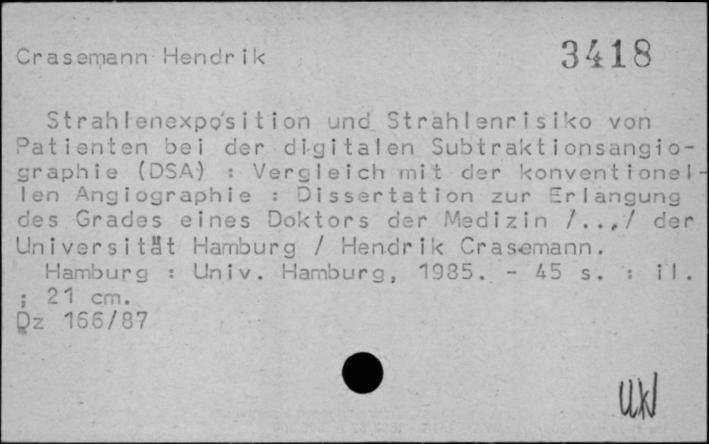 Crasemann Hendrik
3418
Strahlenexpo'sition und Strahlenrisiko von
Patienten bei der digitalen Subtraktionsangio-
graphie (DSA) : Vergleich mit der konventionel-
len Angiographie : Dissertation zur Erlangung
des Grades eines Doktors der Medizin /.../ der
Universität Hamburg / Hendrik Crasemann.
Hamburg : Univ. Hamburg, 1985. - 45 s. : il.
; 21 cm.
Dz 166/87